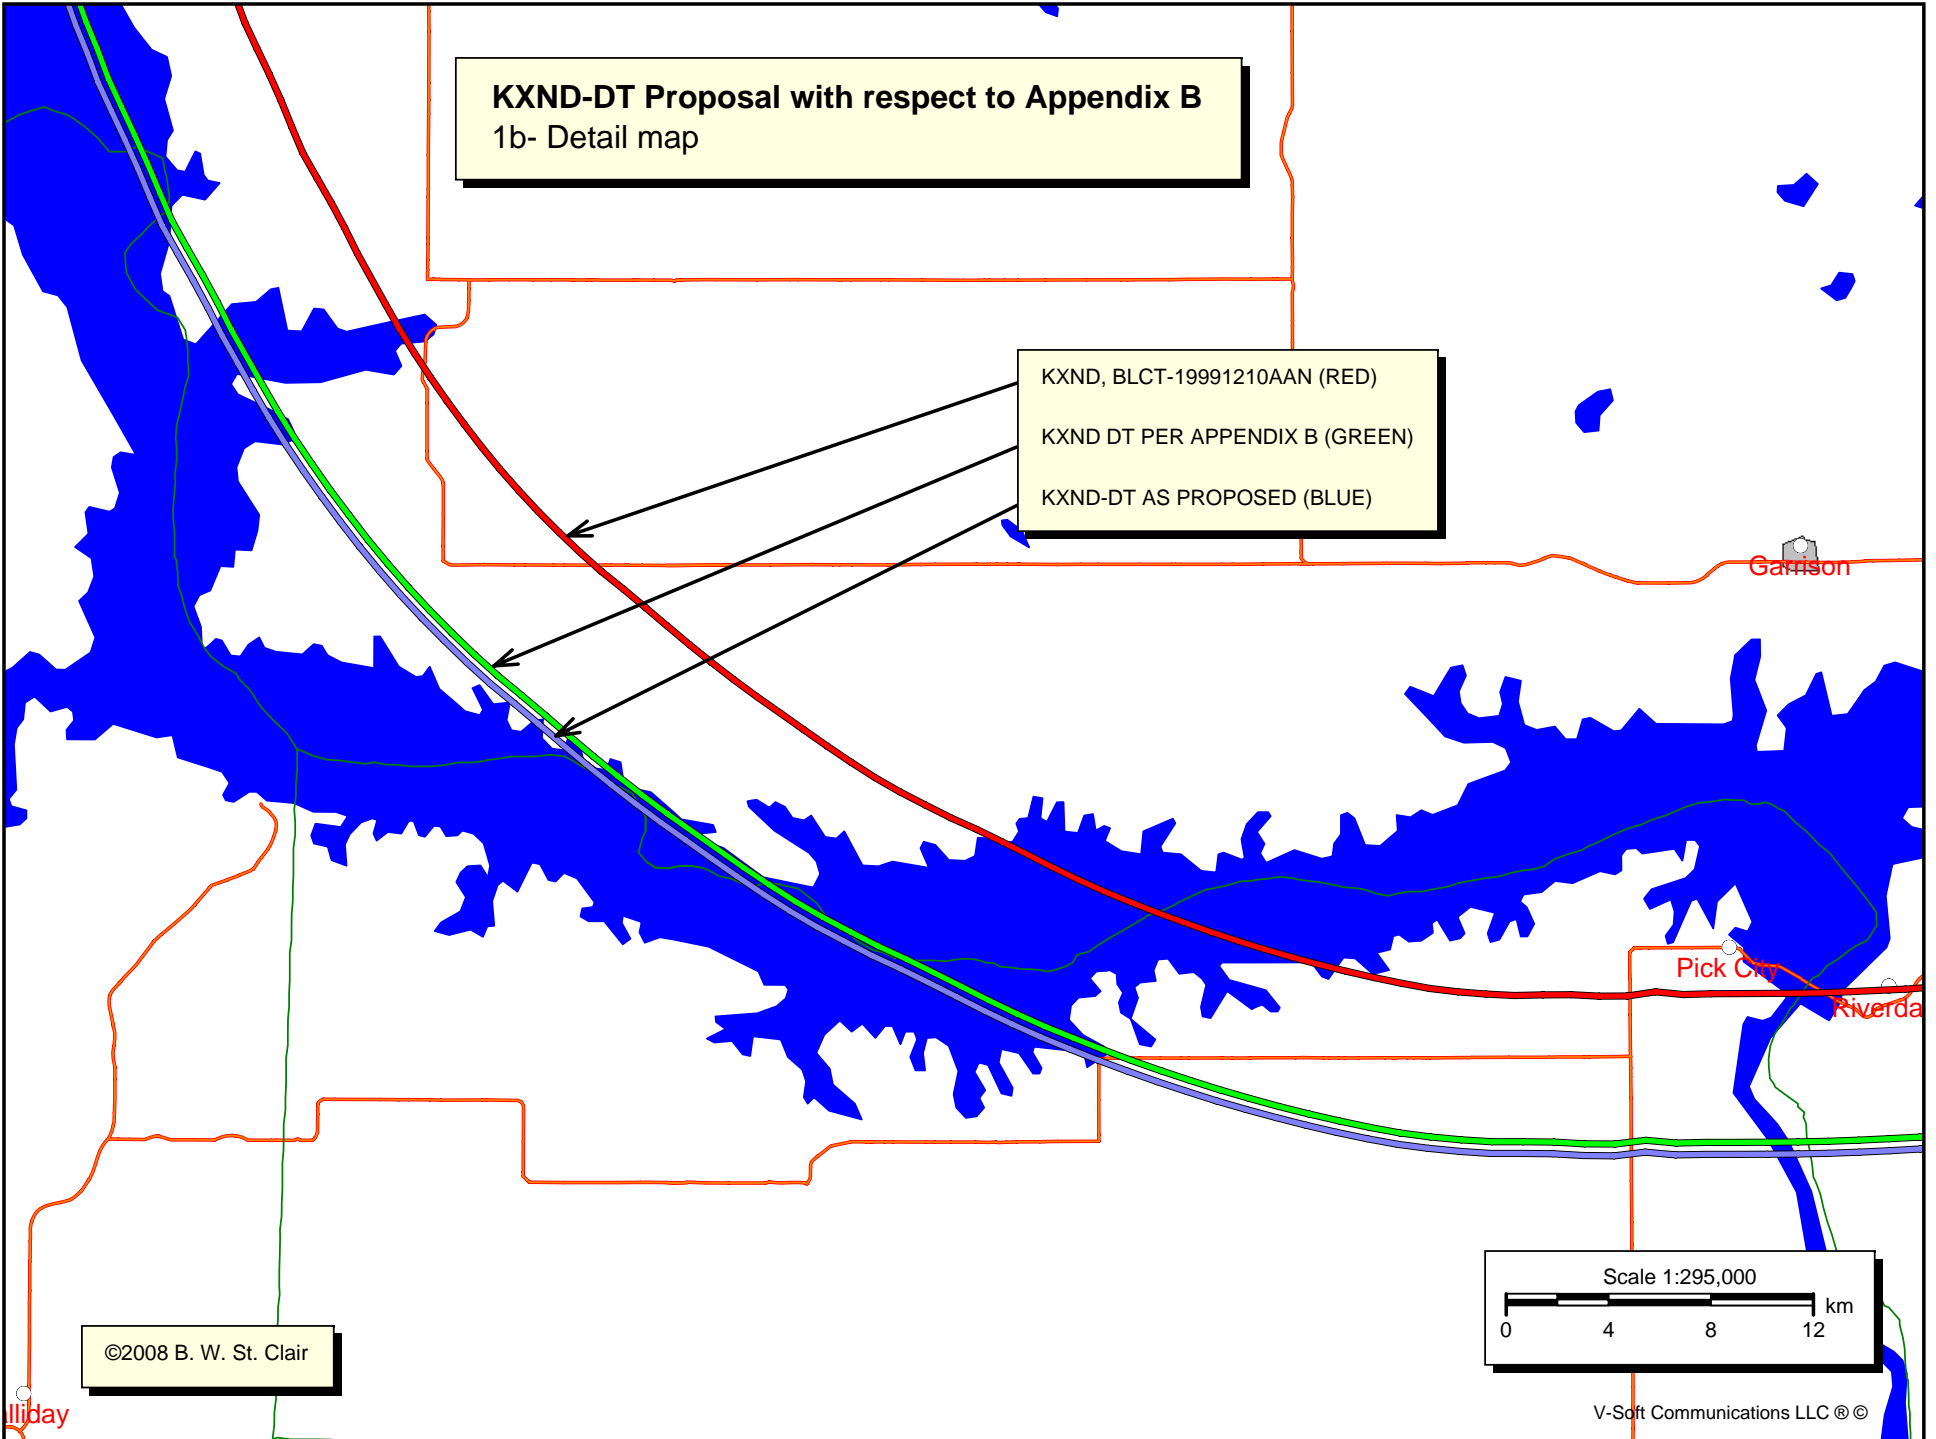 KXND-DT Proposal with respect to Appendix B
1b- Detail map
KXND, BLCT-19991210AAN (RED)
KXND DT PER APPENDIX B (GREEN)
KXND-DT AS PROPOSED (BLUE)
Garrison
Pick City
Riverda
Scale 1:295,000
km
0 4 8 12
©2008 B. W. St. Clair
lliday
V-Soft Communications LLC ® ©